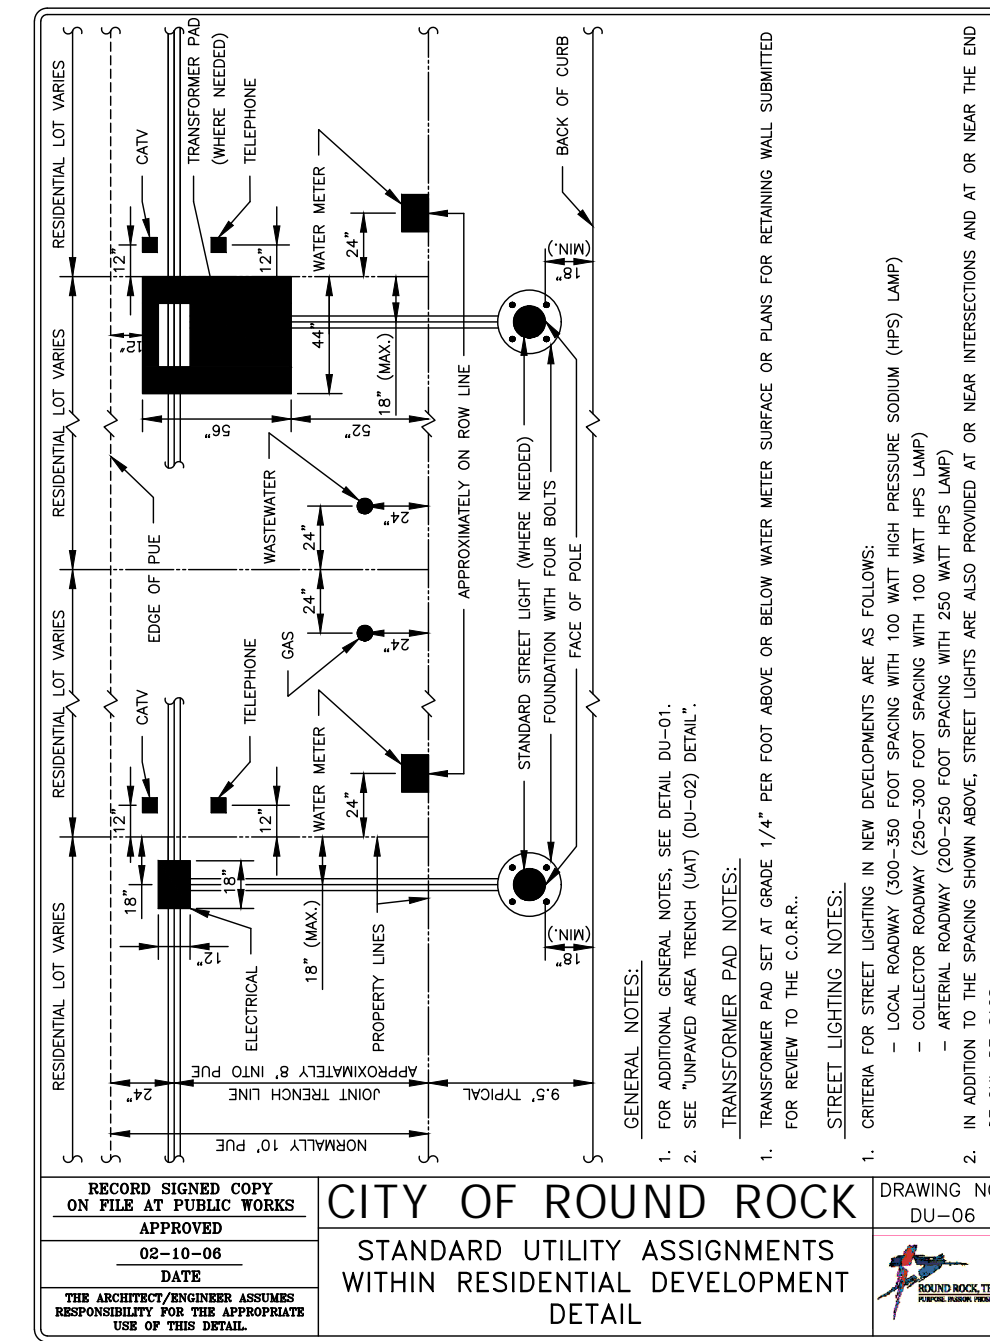 RESIDENTIAL LOT VARIES
RESIDENTIAL LOT VARIES
RESIDENTIAL LOT VARIES
RESIDENTIAL LOT VARIES
RESIDENTIAL LOT VARIES
24"
18"
12"
12"
CATV
EDGE OF PUE
12"
12"
CATV
TRANSFORMER PAD
(WHERE NEEDED)
TELEPHONE
12"
ELECTRICAL
18"
12"
TELEPHONE
GAS
WASTEWATER
56"
12"
NORMALLY 10' PUE
JOINT TRENCH LINE
APPROXIMATELY 8' INTO PUE
18" (MAX.)
WATER METER
24"
24"
24"
44"
WATER METER
PROPERTY LINES
24"
24"
24"
52"
18" (MAX.)
24"
APPROXIMATELY ON ROW LINE
9.5' TYPICAL
18"
(MIN.)
STANDARD STREET LIGHT (WHERE NEEDED)
FOUNDATION WITH FOUR BOLTS
FACE OF POLE
18"
(MIN.)
BACK OF CURB
GENERAL NOTES:
1. FOR ADDITIONAL GENERAL NOTES, SEE DETAIL DU-01.
2. SEE "UNPAVED AREA TRENCH (UAT) (DU-02) DETAIL".
TRANSFORMER PAD NOTES:
1. TRANSFORMER PAD SET AT GRADE 1/4" PER FOOT ABOVE OR BELOW WATER METER SURFACE OR PLANS FOR RETAINING WALL SUBMITTED
FOR REVIEW TO THE C.O.R.R..
STREET LIGHTING NOTES:
1. CRITERIA FOR STREET LIGHTING IN NEW DEVELOPMENTS ARE AS FOLLOWS:
- LOCAL ROADWAY (300-350 FOOT SPACING WITH 100 WATT HIGH PRESSURE SODIUM (HPS) LAMP)
- COLLECTOR ROADWAY (250-300 FOOT SPACING WITH 100 WATT HPS LAMP)
- ARTERIAL ROADWAY (200-250 FOOT SPACING WITH 250 WATT HPS LAMP)
2. IN ADDITION TO THE SPACING SHOWN ABOVE, STREET LIGHTS ARE ALSO PROVIDED AT OR NEAR INTERSECTIONS AND AT OR NEAR THE END
RECORD SIGNED COPY
ON FILE AT PUBLIC WORKS
APPROVED
02-10-06
DATE
THE ARCHITECT/ENGINEER ASSUMES
RESPONSIBILITY FOR THE APPROPRIATE
USE OF THIS DETAIL.
CITY OF ROUND ROCK
STANDARD UTILITY ASSIGNMENTS
WITHIN RESIDENTIAL DEVELOPMENT
DETAIL
DRAWING NO
DU-06
ROUND ROCK, TE
PURPOSE. PASSION.